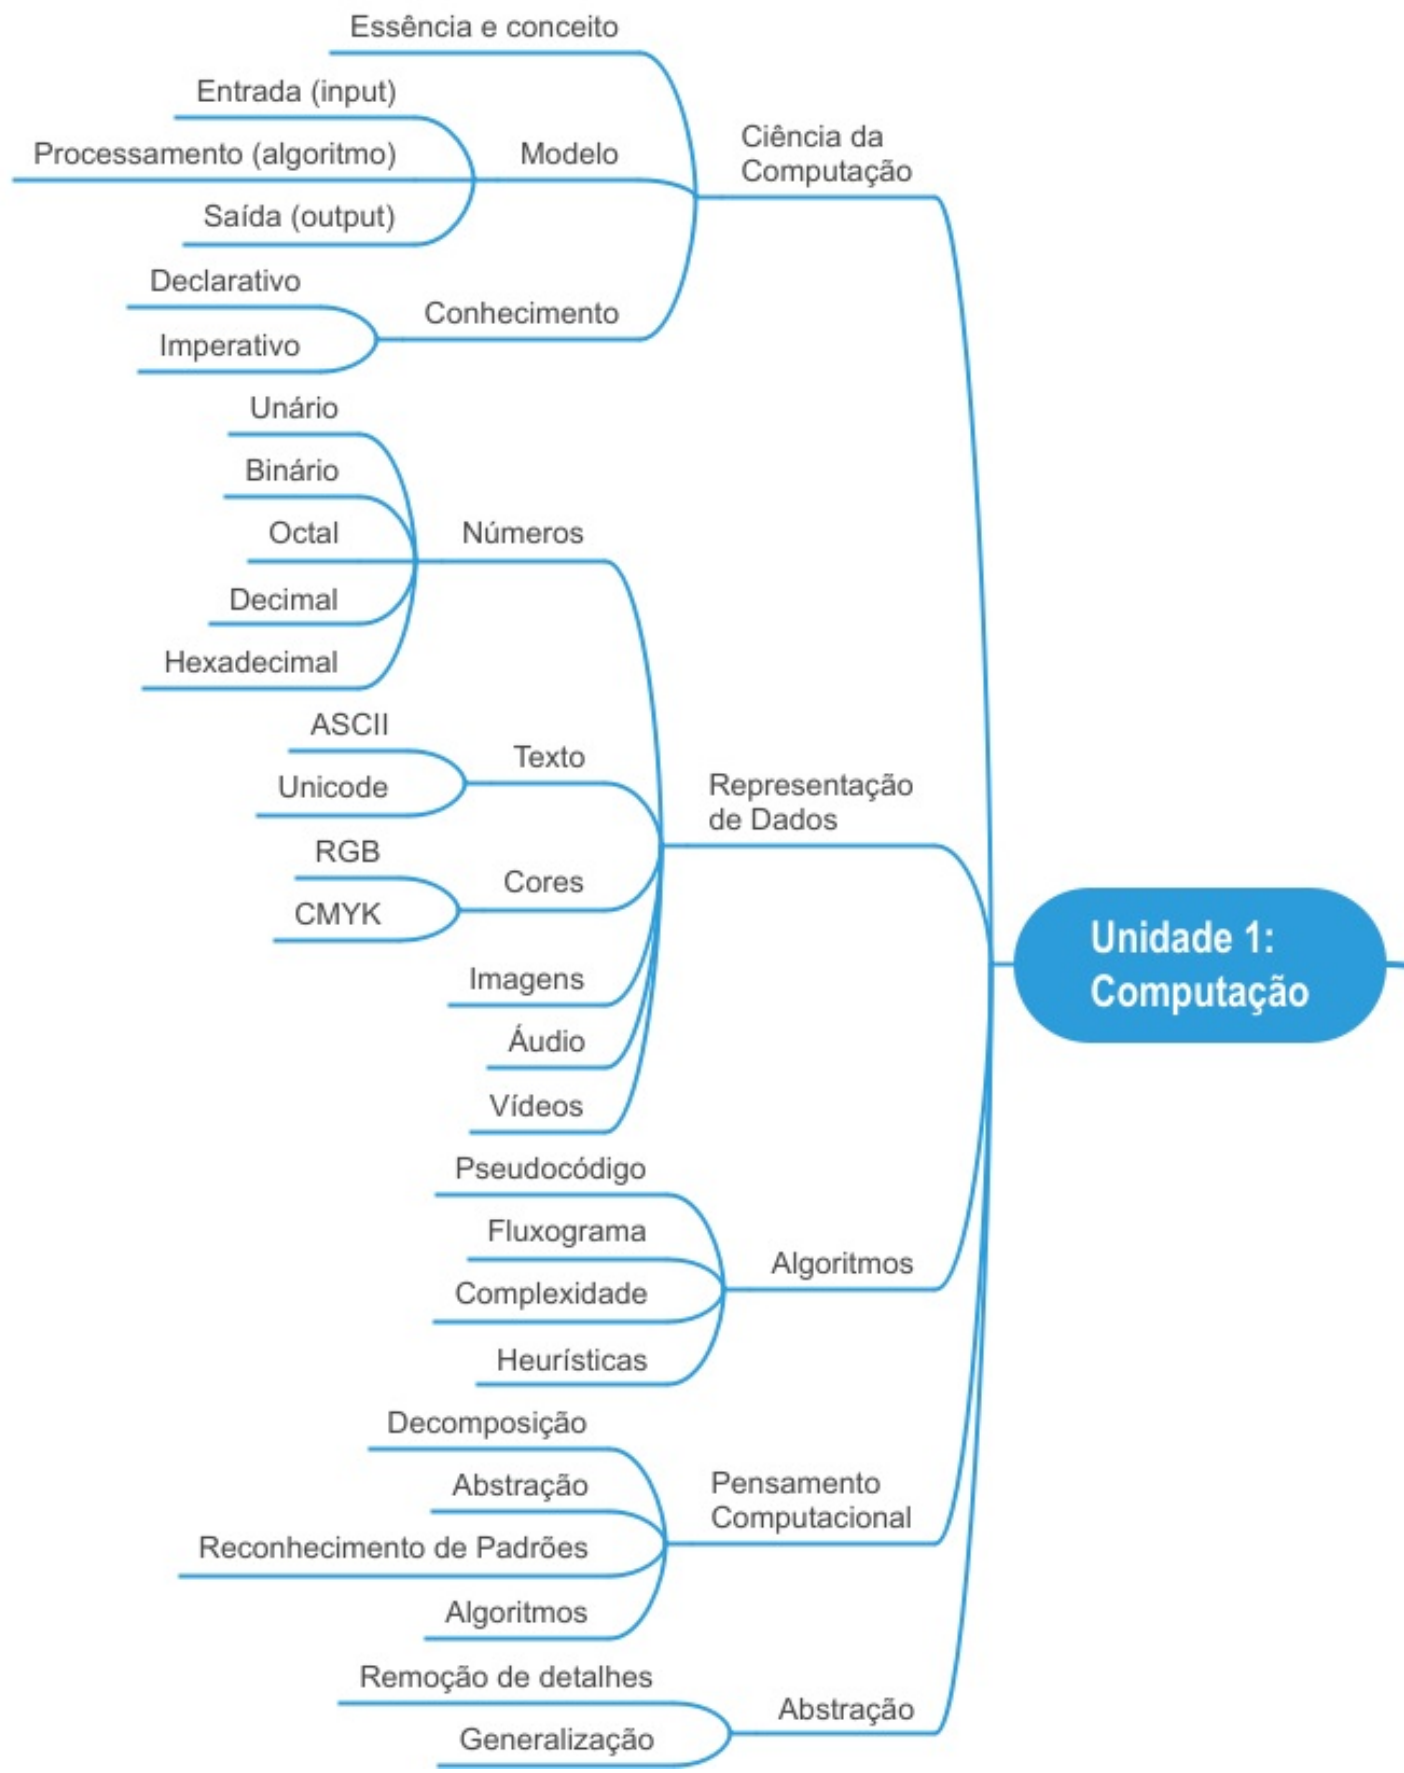 Essência e conceito
Entrada (input)
Processamento (algoritmo)
Saída (output)
Modelo
Declarativo
Imperativo
Conhecimento
Ciência da
Computação
Unário
Binário
Octal
Decimal
Hexadecimal
Números
ASCII
Unicode
Texto
RGB
CMYK
Cores
Imagens
Áudio
Vídeos
Representação
de Dados
Pseudocódigo
Fluxograma
Complexidade
Heurísticas
Algoritmos
Decomposição
Abstração
Reconhecimento de Padrões
Algoritmos
Pensamento
Computacional
Remoção de detalhes
Generalização
Abstração
Unidade 1:
Computação